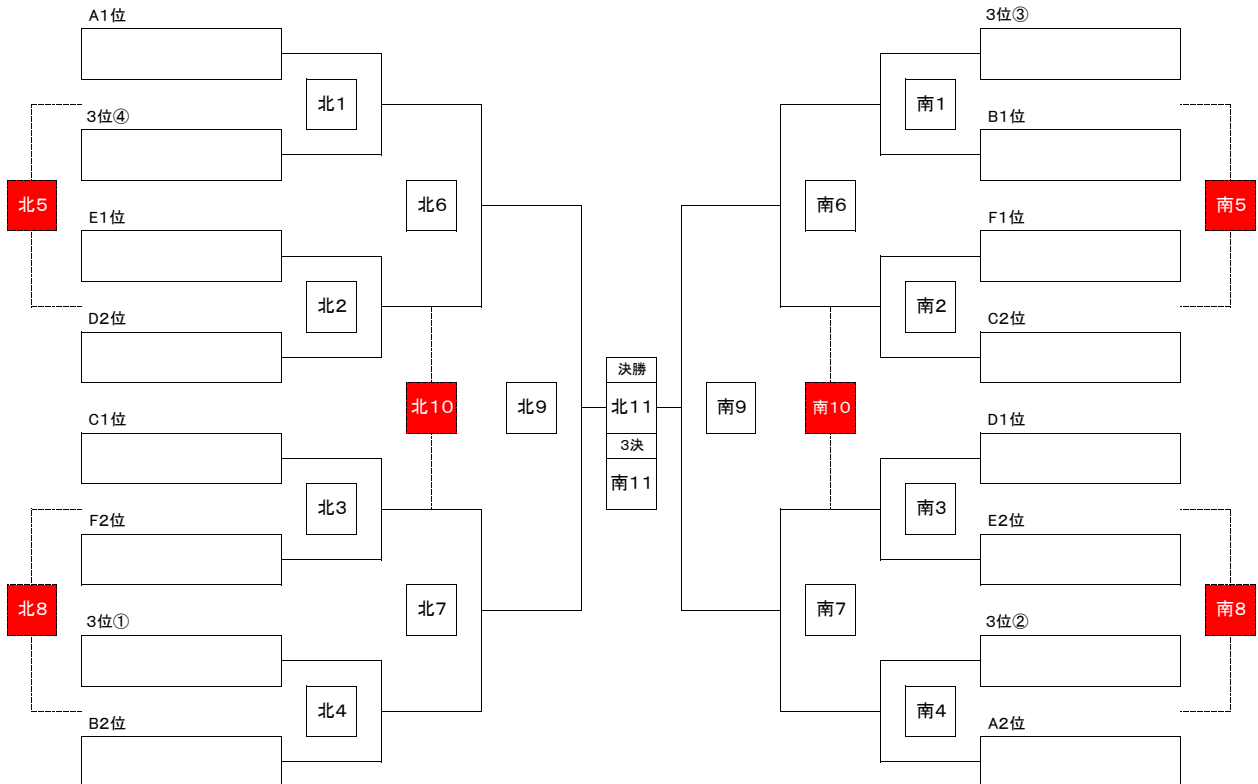 A1位
3位③
北1
南1
3位④
B1位
北5
北6
南6
南5
E1位
F1位
北2
南2
D2位
C2位
決勝
北10
北9
北11
南9
南10
C1位
D1位
3決
南11
北3
南3
F2位
E2位
北8
北7
南7
南8
3位①
3位②
北4
南4
B2位
A2位